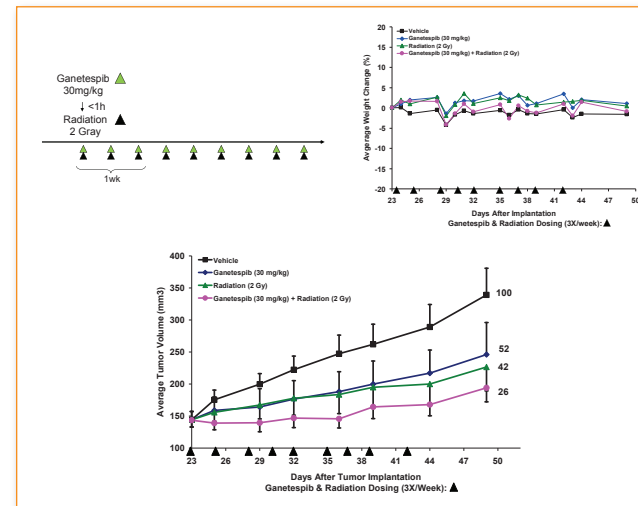 Ganetespib
30mg/kg
<1h
Radiation
2 Gray
1wk
Avgerage Weight Change (%)
20
15
10
5
0
-5
-10
-15
-20
Vehicle
Ganetespib (30 mg/kg)
Radiation (2 Gy)
Ganetespib (30 mg/kg) + Radiation (2 Gy)
23 26 29 32 35 38 41 44 47 50
Days After Implantation
Ganetespib & Radiation Dosing (3X/week):
Average Tumor Volume (mm3)
400
350
300
250
200
150
100
Vehicle
Ganetespib (30 mg/kg)
Radiation (2 Gy)
Ganetespib (30 mg/kg) + Radiation (2 Gy)
100
52
42
26
23 26 29 32 35 38 41 44 47 50
Days After Tumor Implantation
Ganetespib & Radiation Dosing (3X/Week):